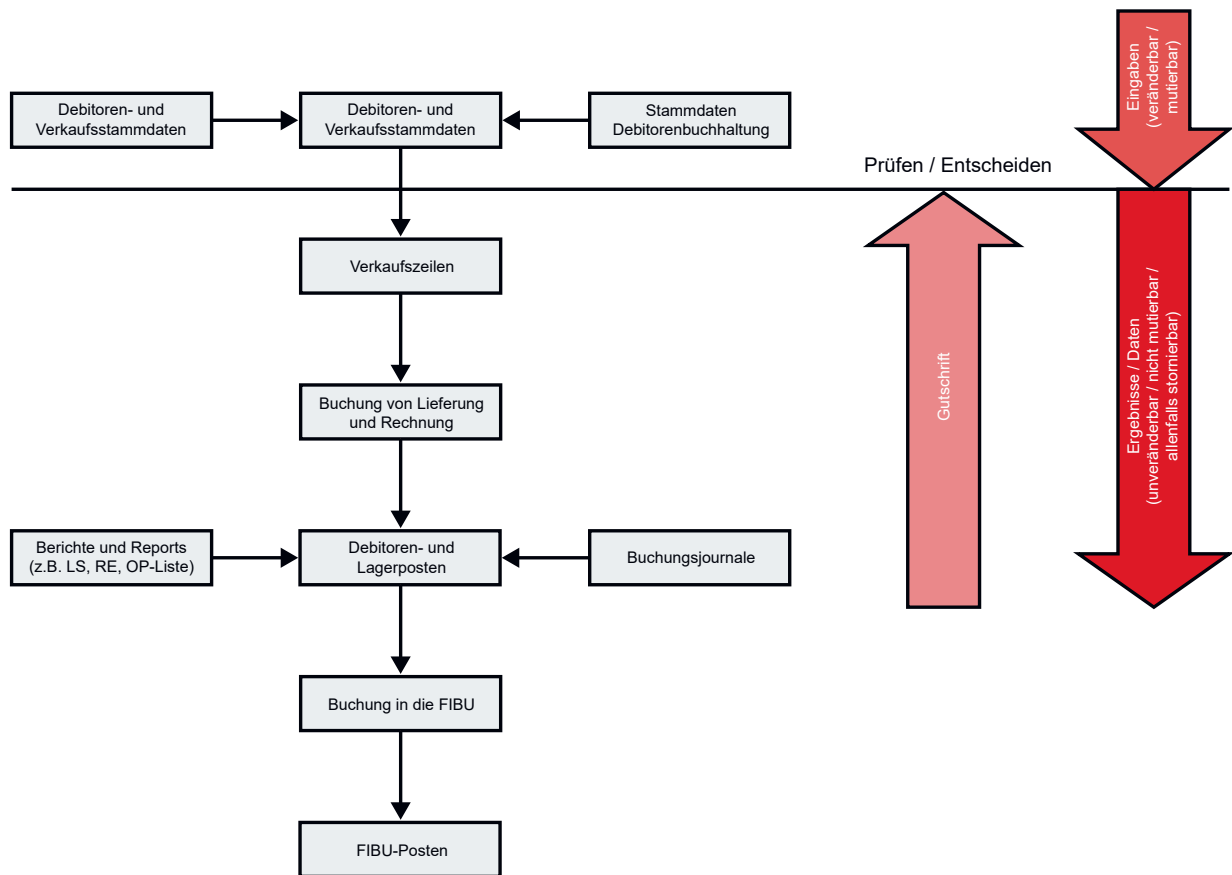 Eingaben
(veränderbar /
mutierbar)
Debitoren- und
Verkaufsstammdaten
Debitoren- und
Verkaufsstammdaten
Stammdaten
Debitorenbuchhaltung
Prüfen / Entscheiden
Verkaufszeilen
Buchung von Lieferung
und Rechnung
Gutschrift
Ergebnisse / Daten
(unveränderbar / nicht mutierbar /
allenfalls stornierbar)
Berichte und Reports
(z.B. LS, RE, OP-Liste)
Debitoren- und
Lagerposten
Buchungsjournale
Buchung in die FIBU
FIBU-Posten